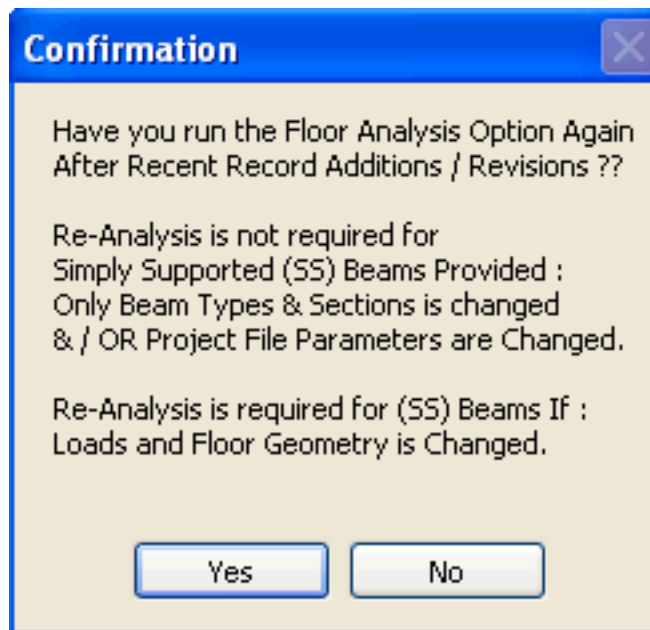 Confirmation
Have you run the Floor Analysis Option Again
After Recent Record Additions / Revisions ??
Re-Analysis is not required for
Simply Supported (SS) Beams Provided :
Only Beam Types & Sections is changed
& / OR Project File Parameters are Changed.
Re-Analysis is required for (SS) Beams If :
Loads and Floor Geometry is Changed.
Yes
No